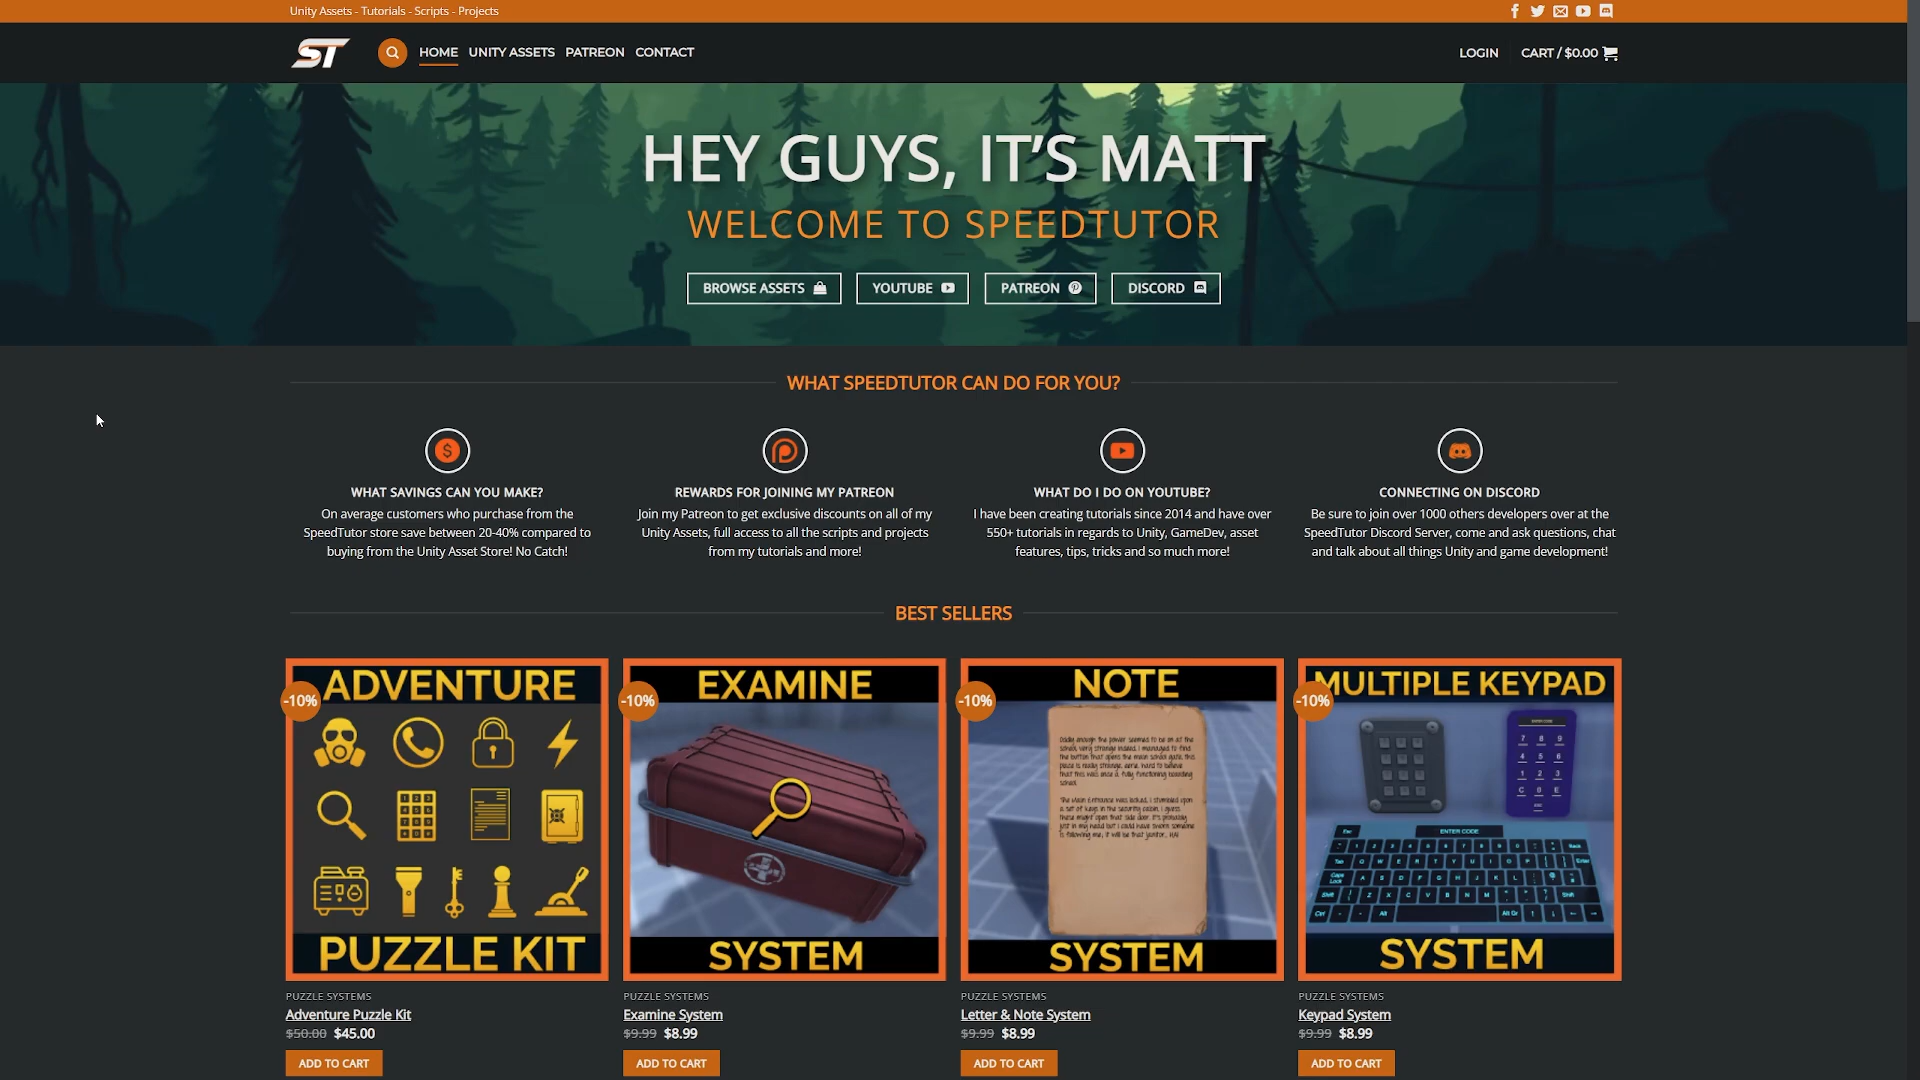 Unity Assets - Tutorials - Scripts - Projects
ST
HOME
UNITY ASSETS
PATREON
CONTACT
LOGIN
CART / $0.00
HEY GUYS, IT'S MATT
WELCOME TO SPEEDTUTOR
BROWSE ASSETS
YOUTUBE
PATREON
DISCORD
WHAT SPEEDTUTOR CAN DO FOR YOU?
WHAT SAVINGS CAN YOU MAKE?
On average customers who purchase from the
SpeedTutor store save between 20-40% compared to
buying from the Unity Asset Store! No Catch!
REWARDS FOR JOINING MY PATREON
Join my Patreon to get exclusive discounts on all of my
Unity Assets, full access to all the scripts and projects
from my tutorials and more!
WHAT DO I DO ON YOUTUBE?
I have been creating tutorials since 2014 and have over
550+ tutorials in regards to Unity, GameDev, asset
features, tips, tricks and so much more!
CONNECTING ON DISCORD
Be sure to join over 1000 others developers over at the
SpeedTutor Discord Server, come and ask questions, chat
and talk about all things Unity and game development!
BEST SELLERS
-10%
ADVENTURE
PUZZLE KIT
PUZZLE SYSTEMS
Adventure Puzzle Kit
$50.00 $45.00
ADD TO CART
-10%
EXAMINE
SYSTEM
PUZZLE SYSTEMS
Examine System
$9.99 $8.99
ADD TO CART
-10%
NOTE
SYSTEM
PUZZLE SYSTEMS
Letter & Note System
$9.99 $8.99
ADD TO CART
-10%
MULTIPLE KEYPAD
ENTER CODE
SYSTEM
PUZZLE SYSTEMS
Keypad System
$9.99 $8.99
ADD TO CART